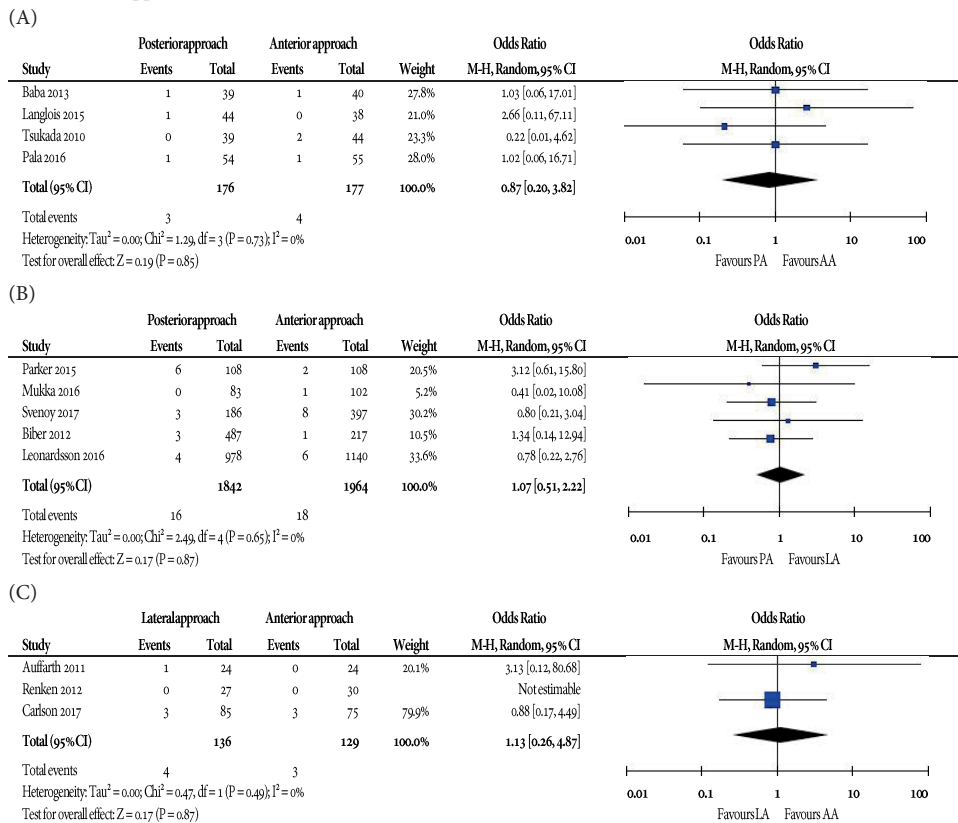 (A)
Posterior approach Anterior approach Odds Ratio Odds Ratio
Study Events Total Events Total Weight M-H, Random, 95% CI M-H, Random, 95% CI
Baba 2013 1 39 1 40 27.8% 1.03 [0.06, 17.01]
Langlois 2015 1 44 0 38 21.0% 2.66 [0.11, 67.11]
Tsukada 2010 0 39 2 44 23.3% 0.22 [0.01, 4.62]
Pala 2016 1 54 1 55 28.0% 1.02 [0.06, 16.71]
Total (95% CI) 176 177 100.0% 0.87 [0.20, 3.82]
Total events 3 4
Heterogeneity: Tau² = 0.00; Chi² = 1.29, df = 3 (P = 0.73); I² = 0%
Test for overall effect: Z = 0.19 (P = 0.85)
0.01 0.1 1 10 100
Favours PA Favours AA
(B)
Posterior approach Anterior approach Odds Ratio Odds Ratio
Study Events Total Events Total Weight M-H, Random, 95% CI M-H, Random, 95% CI
Parker 2015 6 108 2 108 20.5% 3.12 [0.61, 15.80]
Mukka 2016 0 83 1 102 5.2% 0.41 [0.02, 10.08]
Svenoy 2017 3 186 8 397 30.2% 0.80 [0.21, 3.04]
Biber 2012 3 487 1 217 10.5% 1.34 [0.14, 12.94]
Leonardsson 2016 4 978 6 1140 33.6% 0.78 [0.22, 2.76]
Total (95% CI) 1842 1964 100.0% 1.07 [0.51, 2.22]
Total events 16 18
Heterogeneity: Tau² = 0.00; Chi² = 2.49, df = 4 (P = 0.65); I² = 0%
Test for overall effect: Z = 0.17 (P = 0.87)
0.01 0.1 1 10 100
Favours PA Favours LA
(C)
Lateral approach Anterior approach Odds Ratio Odds Ratio
Study Events Total Events Total Weight M-H, Random, 95% CI M-H, Random, 95% CI
Auffarth 2011 1 24 0 24 20.1% 3.13 [0.12, 80.68]
Renken 2012 0 27 0 30 Not estimable
Carlson 2017 3 85 3 75 79.9% 0.88 [0.17, 4.49]
Total (95% CI) 136 129 100.0% 1.13 [0.26, 4.87]
Total events 4 3
Heterogeneity: Tau² = 0.00; Chi² = 0.47, df = 1 (P = 0.49); I² = 0%
Test for overall effect: Z = 0.17 (P = 0.87)
0.01 0.1 1 10 100
Favours LA Favours AA